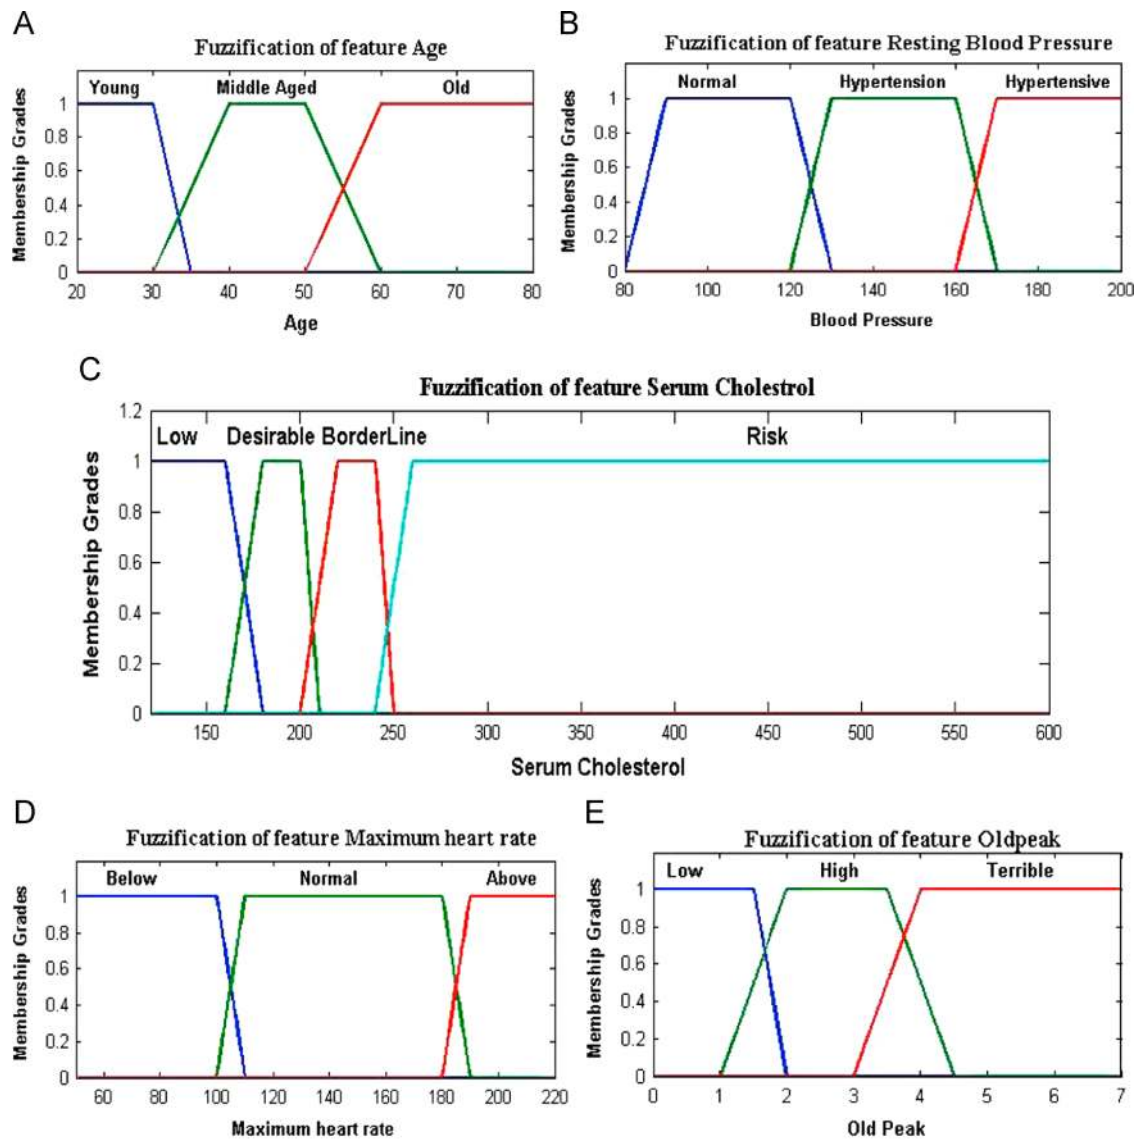 A
Fuzzification of feature Age
Young Middle Aged Old
1
0.8
0.6
0.4
0.2
0
Membership Grades
20 30 40 50 60 70 80
Age
B
Fuzzification of feature Resting Blood Pressure
Normal Hypertension Hypertensive
1
0.8
0.6
0.4
0.2
0
Membership Grades
80 100 120 140 160 180 200
Blood Pressure
C
Fuzzification of feature Serum Cholestrol
1.2
Low Desirable BorderLine Risk
1
0.8
0.6
0.4
0.2
0
Membership Grades
150 200 250 300 350 400 450 500 550 600
Serum Cholesterol
D
Fuzzification of feature Maximum heart rate
Below Normal Above
1
0.8
0.6
0.4
0.2
0
Membership Grades
60 80 100 120 140 160 180 200 220
Maximum heart rate
E
Fuzzification of feature Oldpeak
Low High Terrible
1
0.8
0.6
0.4
0.2
0
Membership Grades
0 1 2 3 4 5 6 7
Old Peak